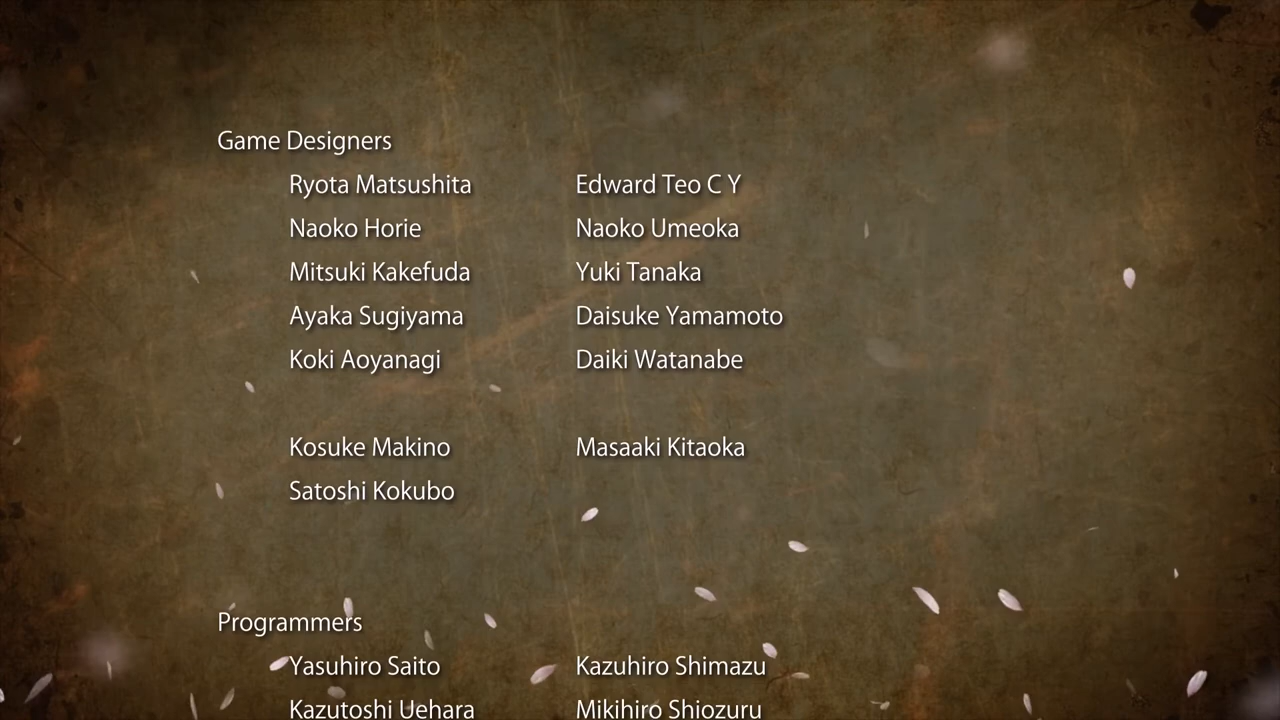 Game Designers
Ryota Matsushita Edward Teo C Y
Naoko Horie Naoko Umeoka
Mitsuki Kakefuda Yuki Tanaka
Ayaka Sugiyama Daisuke Yamamoto
Koki Aoyanagi Daiki Watanabe
Kosuke Makino Masaaki Kitaoka
Satoshi Kokubo
Programmers
Yasuhiro Saito Kazuhiro Shimazu
Kazutoshi Uehara Mikihiro Shiozuru